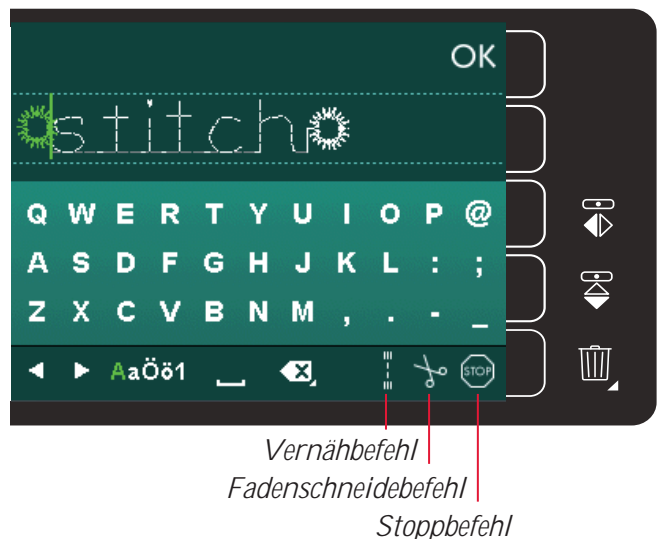 OK
stitch
Q W E R T Y U I O P @
A S D F G H J K L : ;
Z X C V B N M , . - _
AaÖö1 STOP
Vernähbefehl
Fadenschneidebefehl
Stoppbefehl